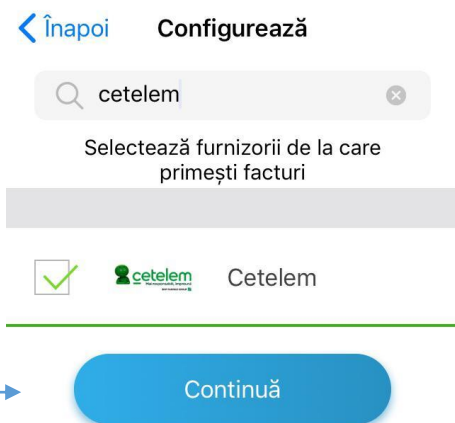 Înapoi Configurează
cetelem
Selectează furnizorii de la care
primești facturi
cetelem Cetelem
Continuă